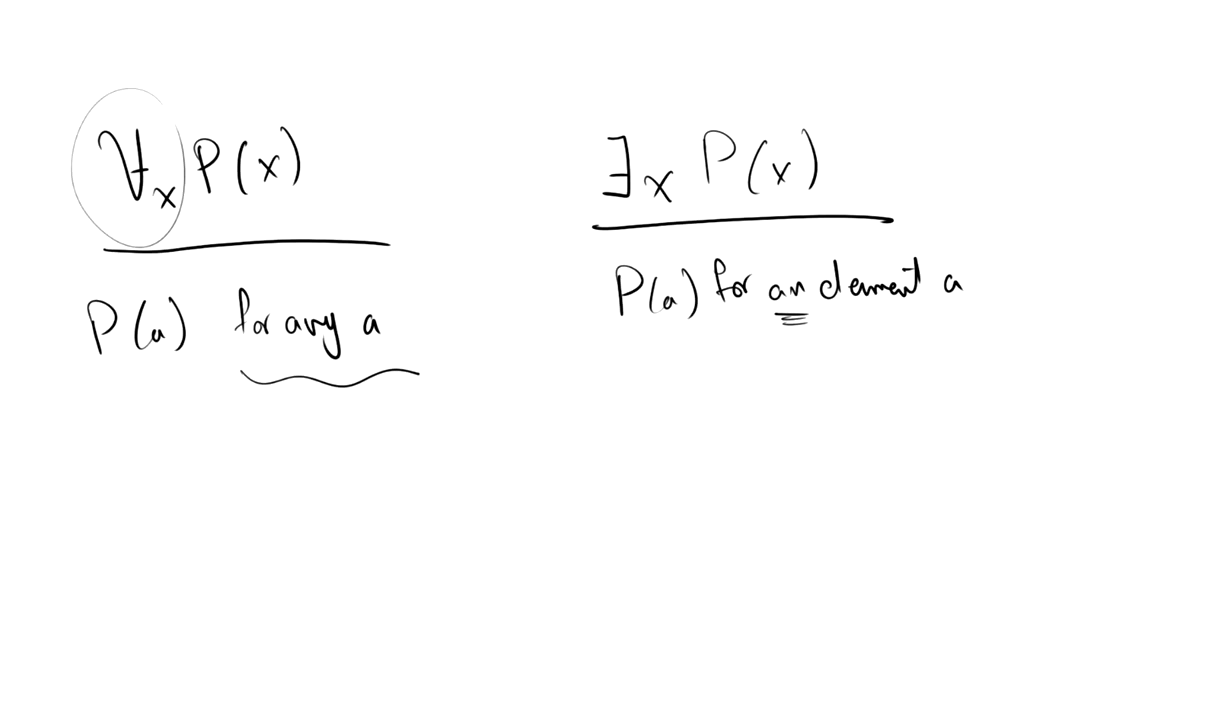 ∀x P(x)
P(a) for any a
∃x P(x)
P(a) for an element a